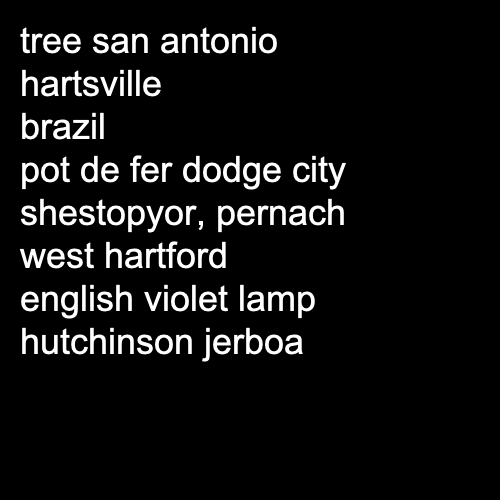 tree san antonio
hartsville
brazil
pot de fer dodge city
shestopyor, pernach
west hartford
english violet lamp
hutchinson jerboa